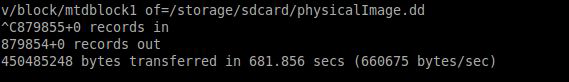 v/block/mtdblock1 of=/storage/sdcard/physicalImage.dd
^C879855+0 records in
879854+0 records out
450485248 bytes transferred in 681.856 secs (660675 bytes/sec)